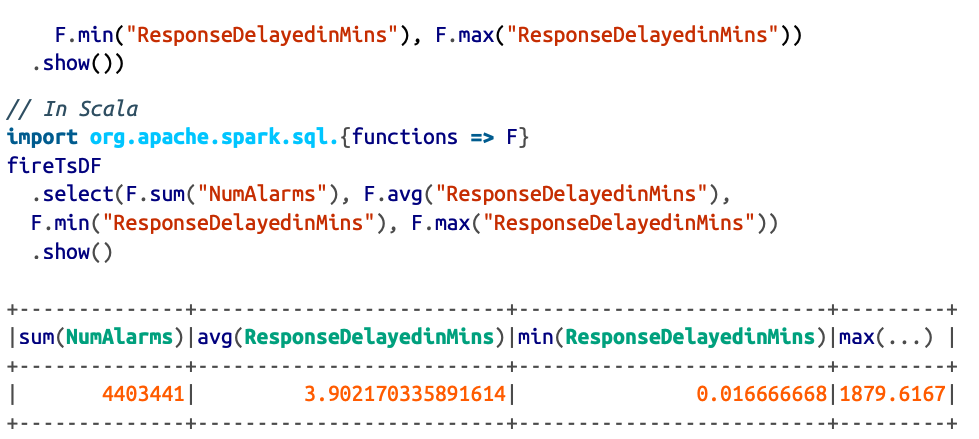 F.min("ResponseDelayedinMins"), F.max("ResponseDelayedinMins"))
  .show())
// In Scala
import org.apache.spark.sql.{functions => F}
fireTsDF
  .select(F.sum("NumAlarms"), F.avg("ResponseDelayedinMins"),
  F.min("ResponseDelayedinMins"), F.max("ResponseDelayedinMins"))
  .show()
+--------------+--------------------------+--------------------------+---------+
|sum(NumAlarms)|avg(ResponseDelayedinMins)|min(ResponseDelayedinMins)|max(...) |
+--------------+--------------------------+--------------------------+---------+
|       4403441|         3.902170335891614|               0.016666668|1879.6167|
+--------------+--------------------------+--------------------------+---------+